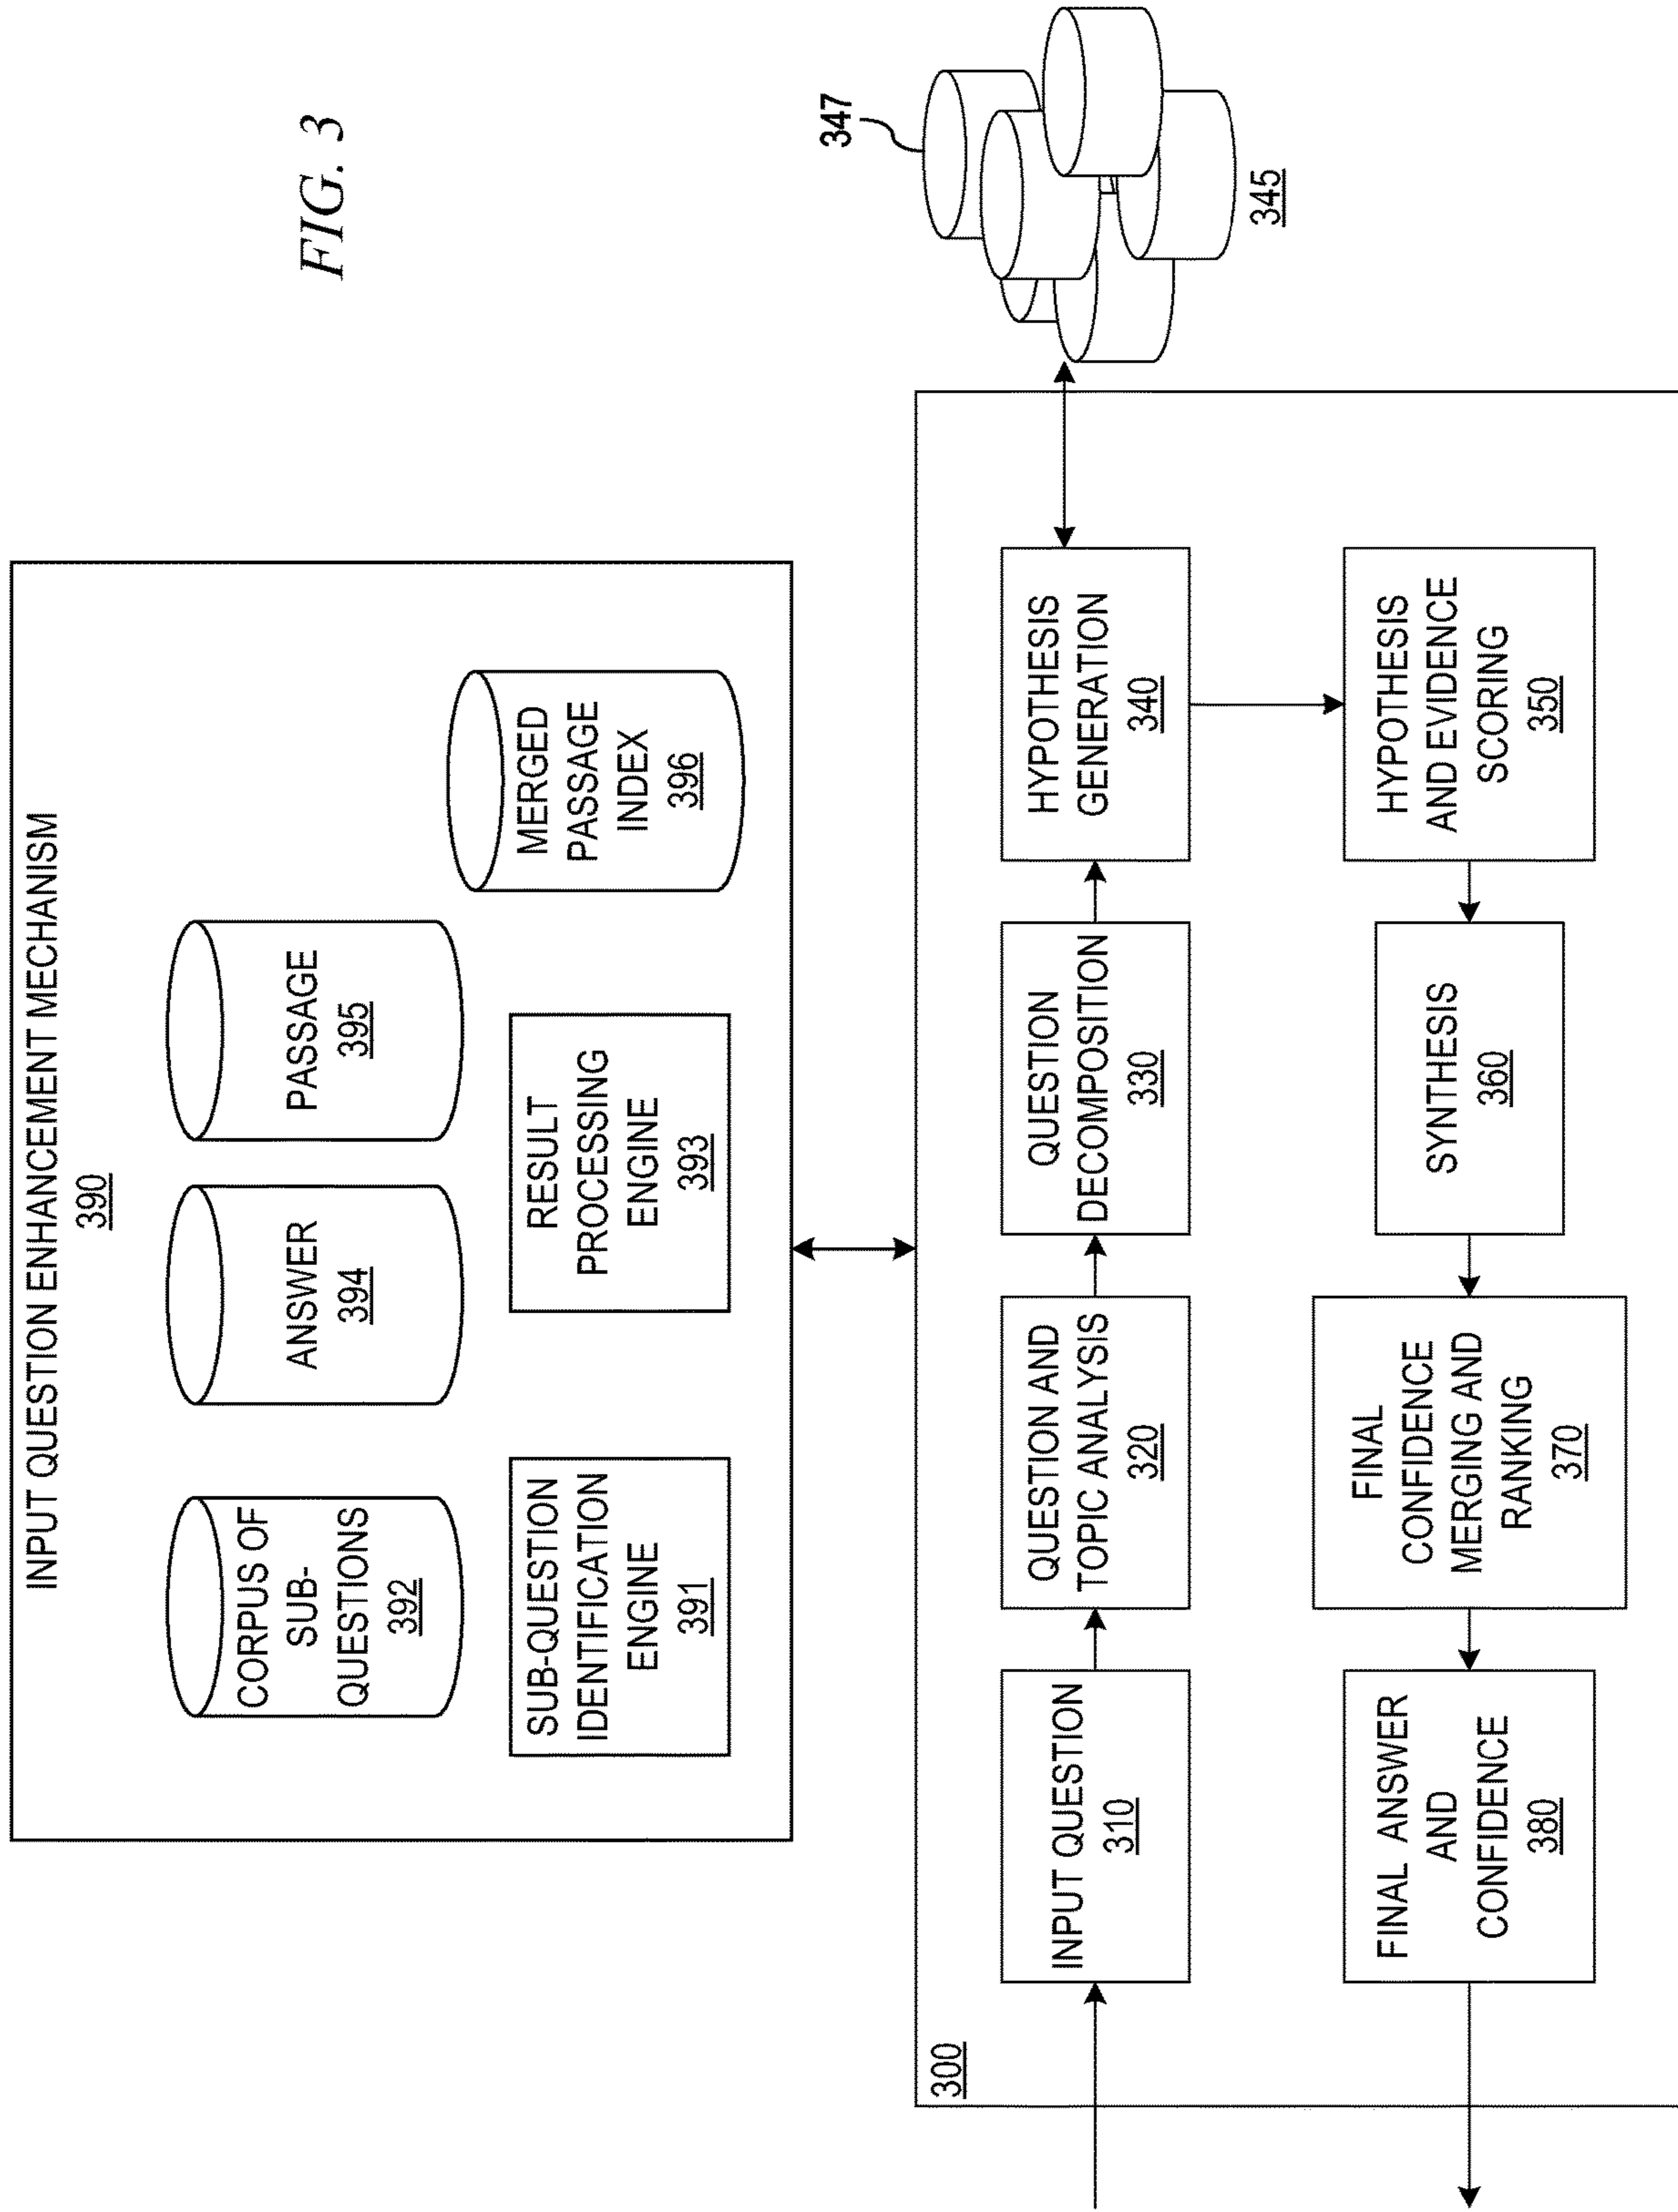 FIG. 3
INPUT QUESTION ENHANCEMENT MECHANISM
390
CORPUS OF
SUB-
QUESTIONS
392
ANSWER
394
PASSAGE
395
SUB-QUESTION
IDENTIFICATION
ENGINE
391
RESULT
PROCESSING
ENGINE
393
MERGED
PASSAGE
INDEX
396
300
INPUT QUESTION
310
QUESTION AND
TOPIC ANALYSIS
320
QUESTION
DECOMPOSITION
330
HYPOTHESIS
GENERATION
340
347
345
FINAL ANSWER
AND
CONFIDENCE
380
FINAL
CONFIDENCE
MERGING AND
RANKING
370
SYNTHESIS
360
HYPOTHESIS
AND EVIDENCE
SCORING
350